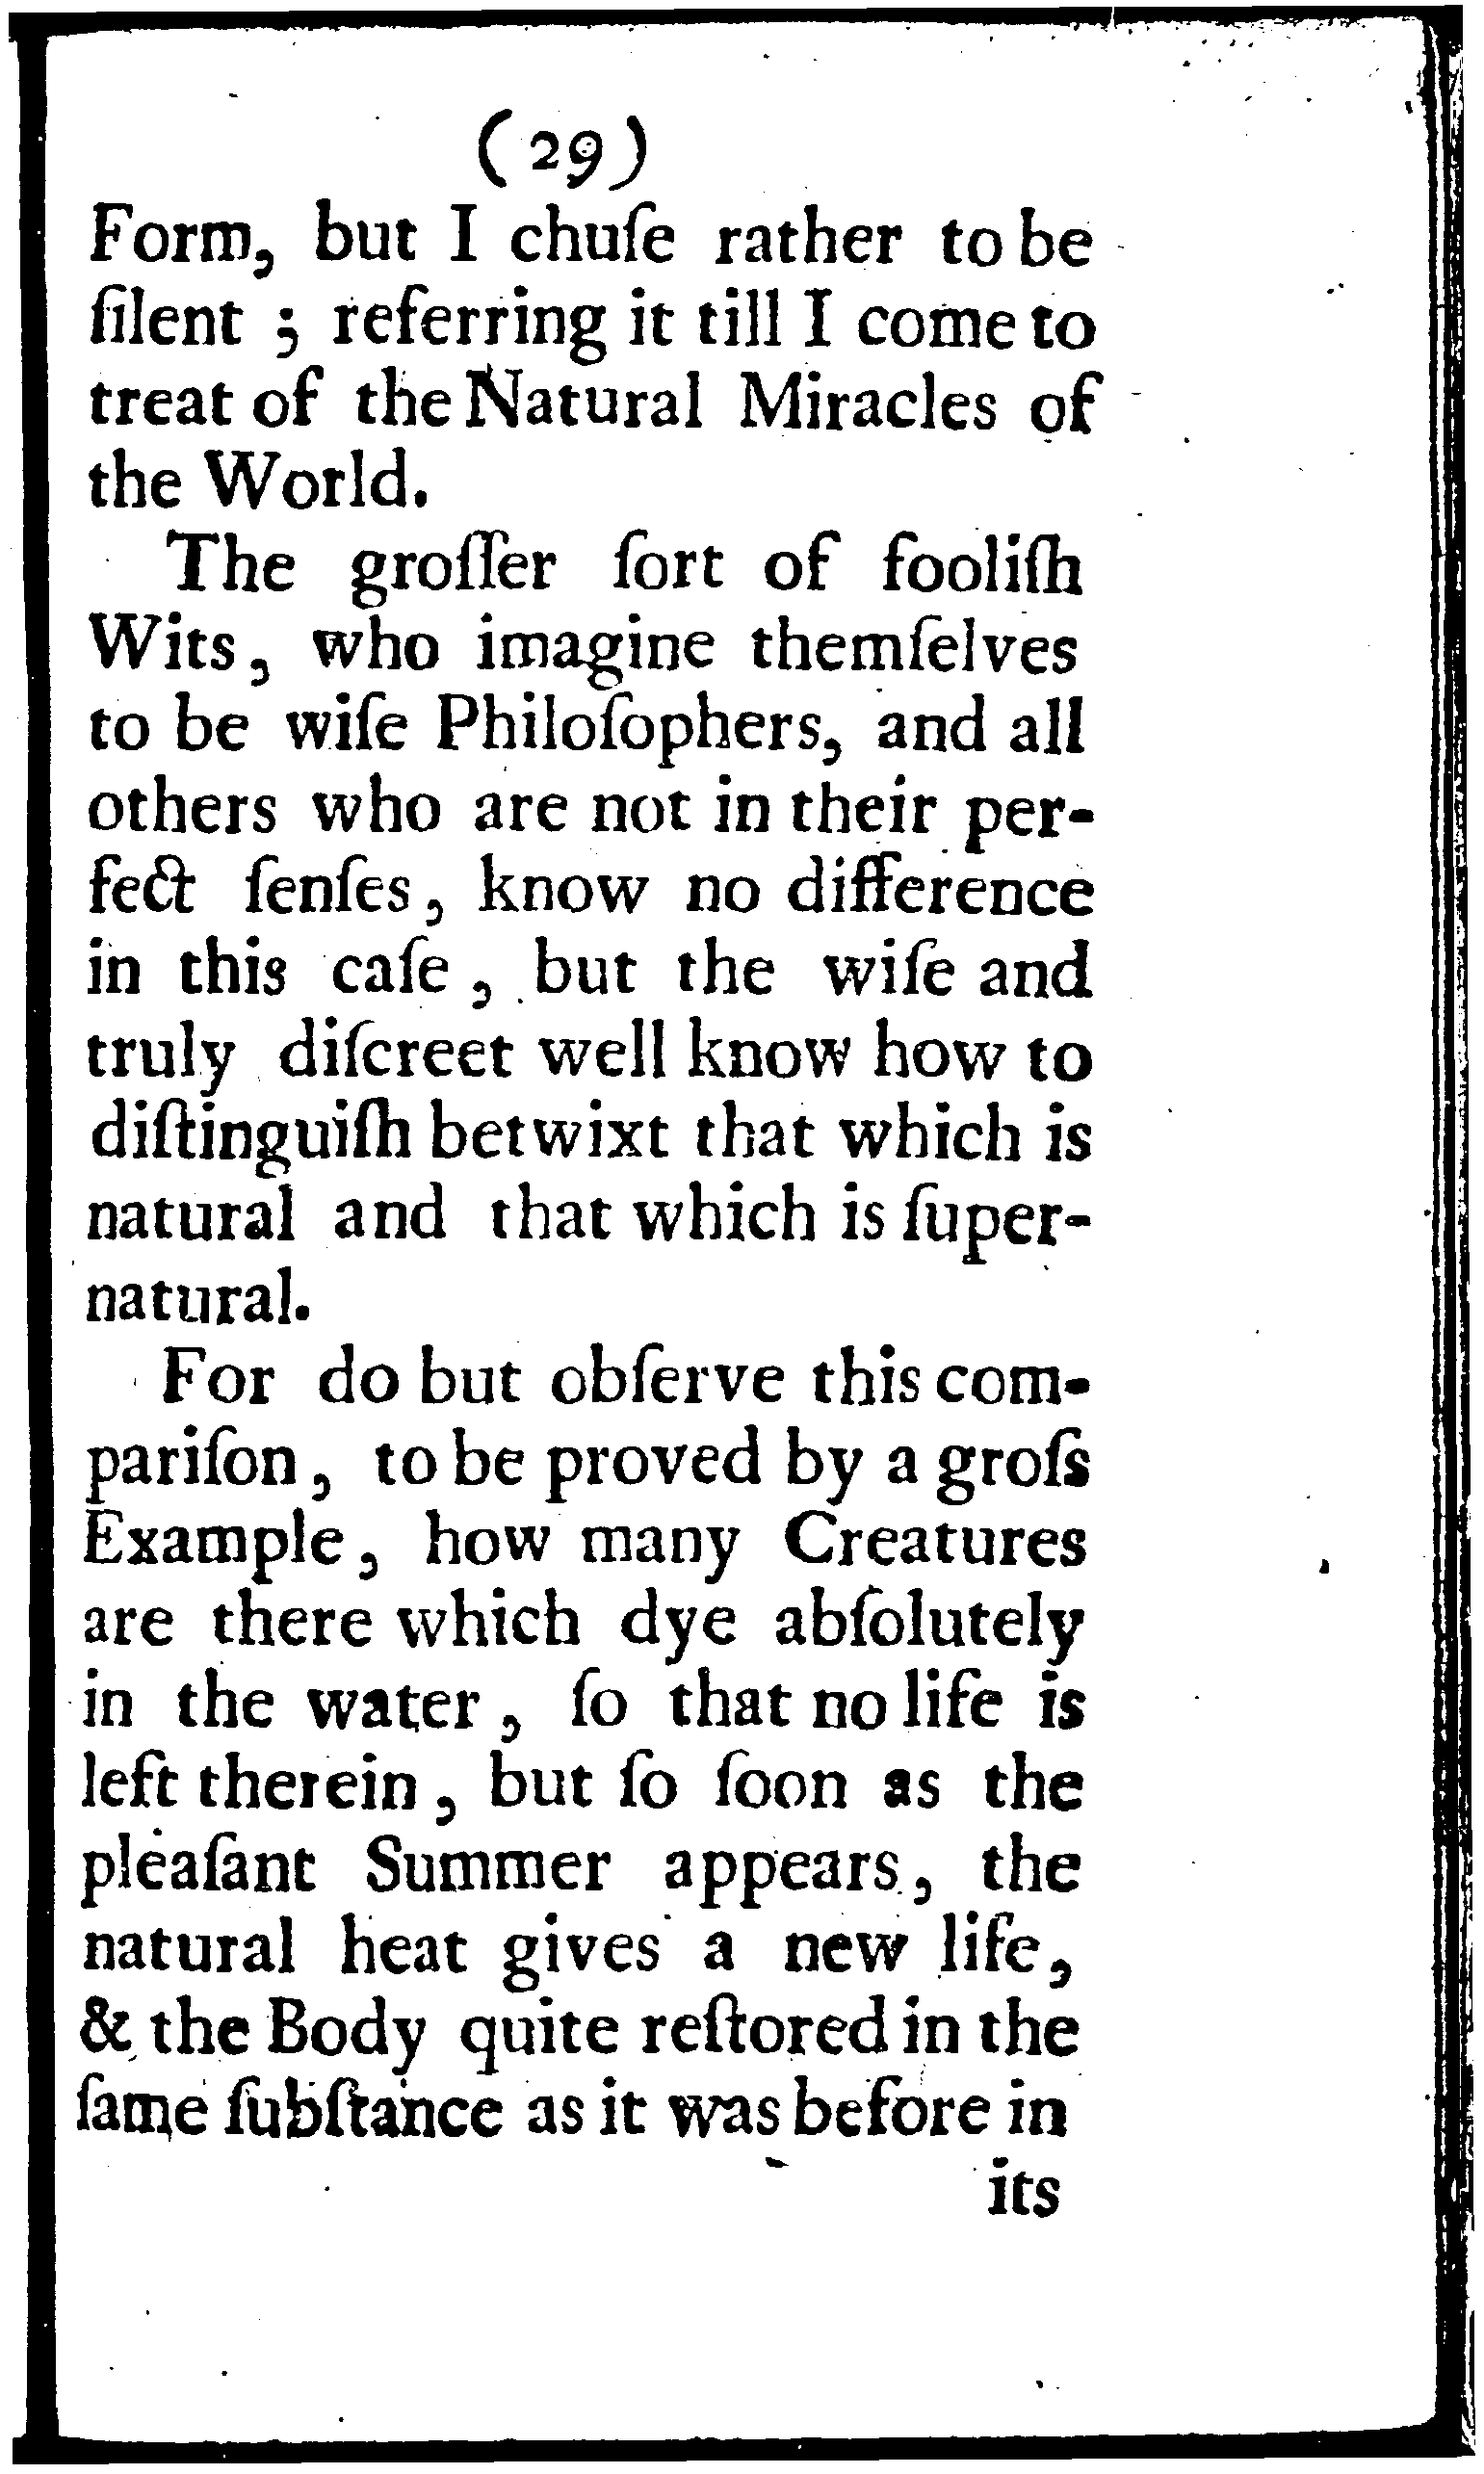 (29)
Form, but I chuſe rather to be
ſilent ; referring it till I come to
treat of the Natural Miracles of
the World.
The groſſer ſort of fooliſh
Wits, who imagine themſelves
to be wiſe Philoſophers, and all
others who are not in their per-
fect ſenſes, know no difference
in this caſe, but the wiſe and
truly diſcreet well know how to
diſtinguiſh betwixt that which is
natural and that which is ſuper-
natural.
For do but obſerve this com-
pariſon, to be proved by a groſs
Example, how many Creatures
are there which dye abſolutely
in the water, ſo that no life is
left therein, but ſo ſoon as the
pleaſant Summer appears, the
natural heat gives a new life,
& the Body quite reſtored in the
ſame ſubſtance as it was before in
its